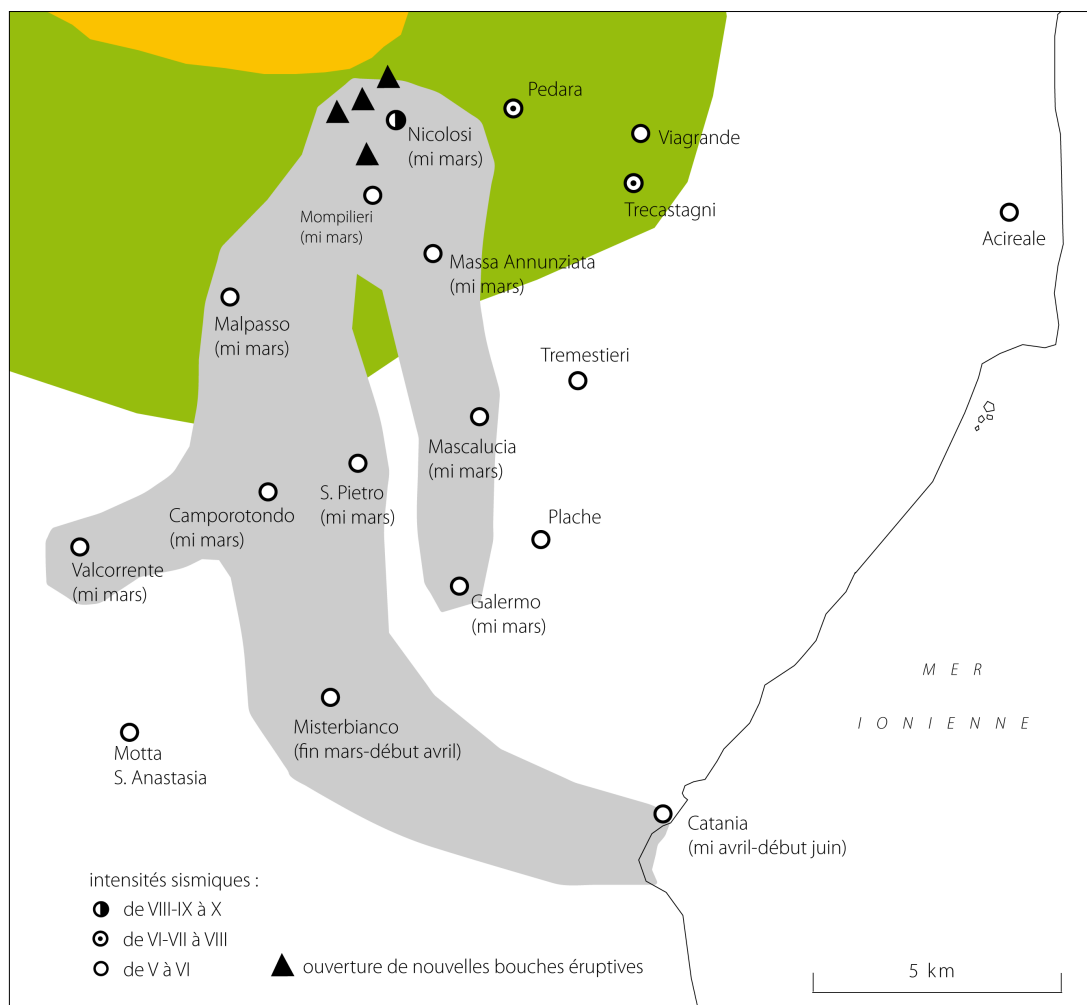 Pedara
Nicolosi
(mi mars)
Viagrande
Trecastagni
Mompilieri
(mi mars)
Acireale
Massa Annunziata
(mi mars)
Malpasso
(mi mars)
Tremestieri
Mascalucia
(mi mars)
S. Pietro
(mi mars)
Camporotondo
(mi mars)
Plache
Valcorrente
(mi mars)
Galermo
(mi mars)
MER
IONIENNE
Misterbianco
(fin mars-début avril)
Motta
S. Anastasia
Catania
(mi avril-début juin)
intensités sismiques :
de VIII-IX à X
de VI-VII à VIII
de V à VI
ouverture de nouvelles bouches éruptives
5 km